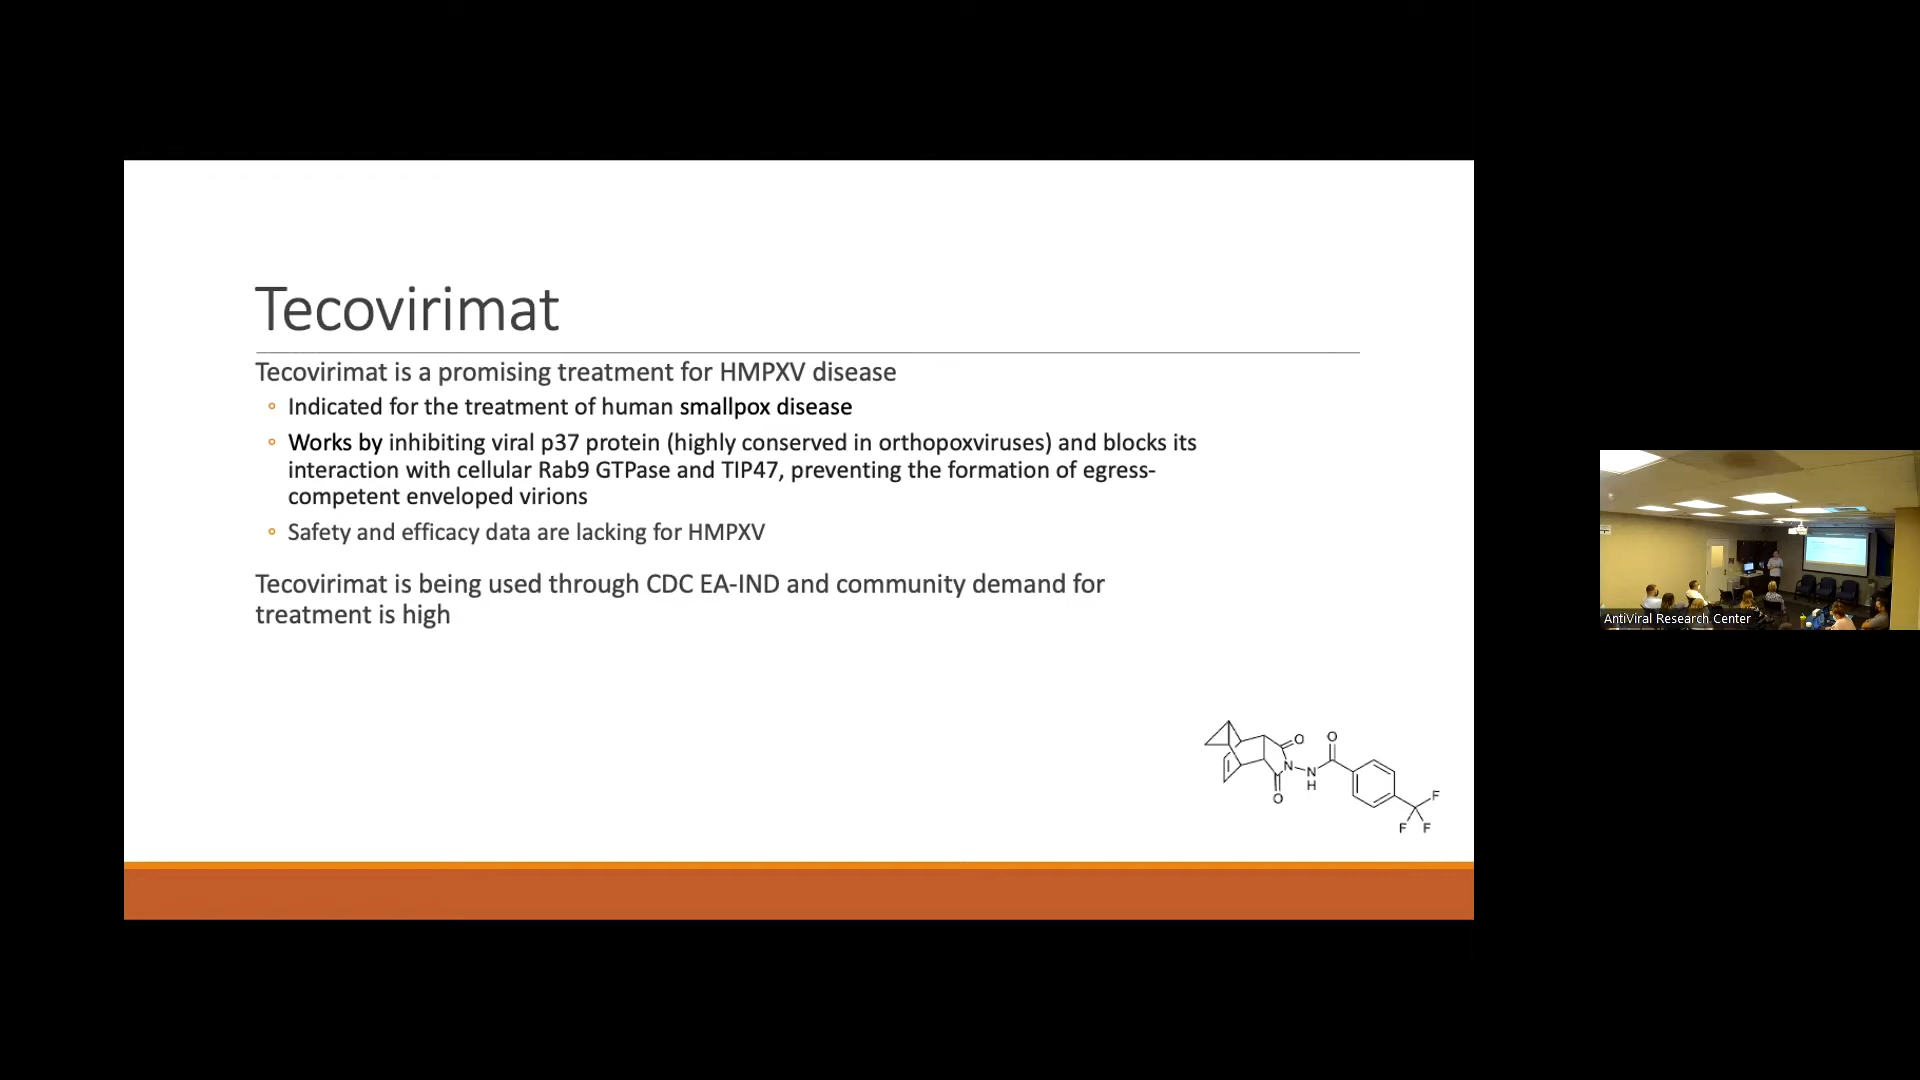 Tecovirimat
Tecovirimat is a promising treatment for HMPXV disease
Indicated for the treatment of human smallpox disease
Works by inhibiting viral p37 protein (highly conserved in orthopoxviruses) and blocks its
interaction with cellular Rab9 GTPase and TIP47, preventing the formation of egress-
competent enveloped virions
Safety and efficacy data are lacking for HMPXV
Tecovirimat is being used through CDC EA-IND and community demand for
treatment is high
O
O
N
N
H
O
F
F
F
AntiViral Research Center